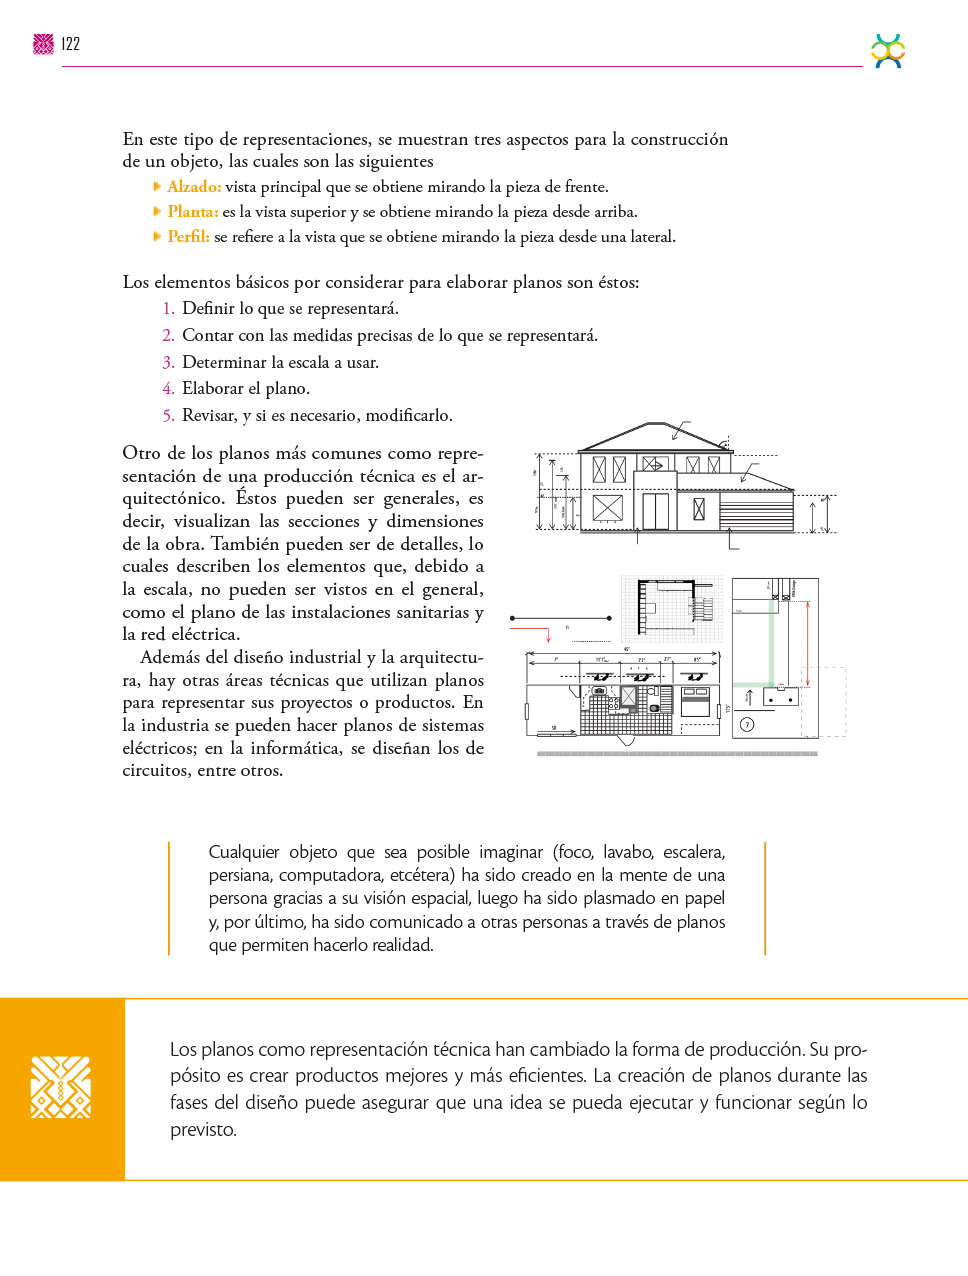 122
En este tipo de representaciones, se muestran tres aspectos para la construcción
de un objeto, las cuales son las siguientes
Alzado: vista principal que se obtiene mirando la pieza de frente.
Planta: es la vista superior y se obtiene mirando la pieza desde arriba.
Perfil: se refiere a la vista que se obtiene mirando la pieza desde una lateral.
Los elementos básicos por considerar para elaborar planos son éstos:
1. Definir lo que se representará.
2. Contar con las medidas precisas de lo que se representará.
3. Determinar la escala a usar.
4. Elaborar el plano.
5. Revisar, y si es necesario, modificarlo.
Otro de los planos más comunes como repre-
sentación de una producción técnica es el ar-
quitectónico. Éstos pueden ser generales, es
decir, visualizan las secciones y dimensiones
de la obra. También pueden ser de detalles, lo
cuales describen los elementos que, debido a
la escala, no pueden ser vistos en el general,
como el plano de las instalaciones sanitarias y
la red eléctrica.
Además del diseño industrial y la arquitectu-
ra, hay otras áreas técnicas que utilizan planos
para representar sus proyectos o productos. En
la industria se pueden hacer planos de sistemas
eléctricos; en la informática, se diseñan los de
circuitos, entre otros.
7
Cualquier objeto que sea posible imaginar (foco, lavabo, escalera,
persiana, computadora, etcétera) ha sido creado en la mente de una
persona gracias a su visión espacial, luego ha sido plasmado en papel
y, por último, ha sido comunicado a otras personas a través de planos
que permiten hacerlo realidad.
Los planos como representación técnica han cambiado la forma de producción. Su pro-
pósito es crear productos mejores y más eficientes. La creación de planos durante las
fases del diseño puede asegurar que una idea se pueda ejecutar y funcionar según lo
previsto.